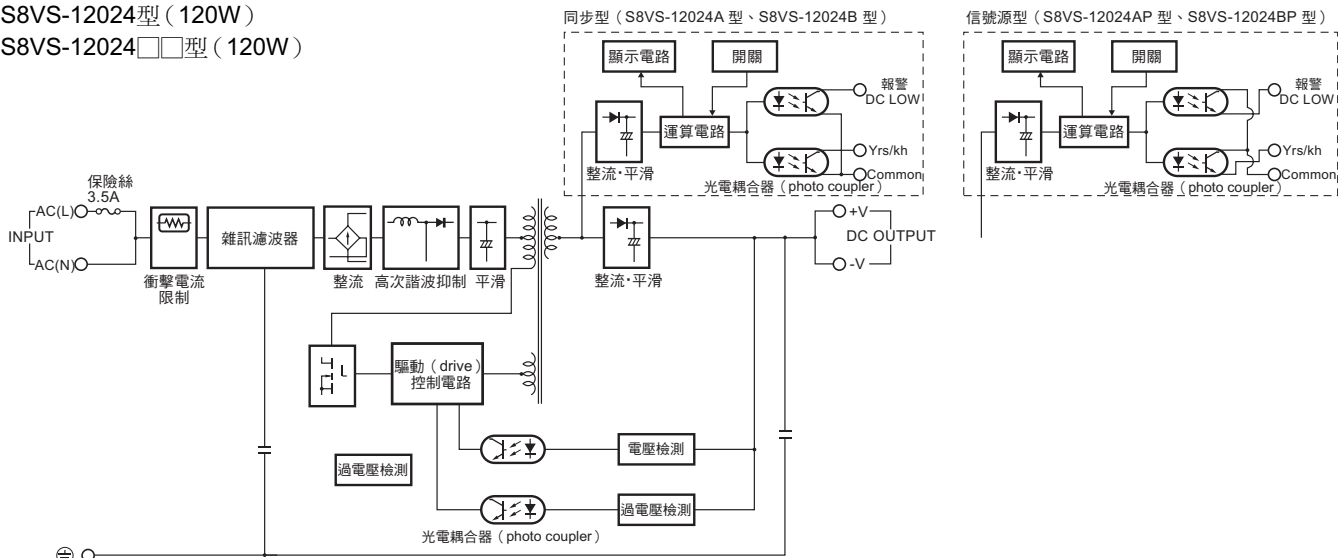 S8VS-12024型（120W）
S8VS-12024□□型（120W）
同步型（S8VS-12024A 型、S8VS-12024B 型）
顯示電路
開關
報警
DC LOW
運算電路
整流·平滑
Yrs/kh
Common
光電耦合器（photo coupler）
信號源型（S8VS-12024AP 型、S8VS-12024BP 型）
顯示電路
開關
報警
DC LOW
運算電路
整流·平滑
Yrs/kh
Common
光電耦合器（photo coupler）
保險絲
3.5A
AC(L)
INPUT
AC(N)
衝擊電流
限制
雜訊濾波器
整流
高次諧波抑制
平滑
整流·平滑
+V
DC OUTPUT
-V
驅動（drive）
控制電路
電壓檢測
過電壓檢測
過電壓檢測
光電耦合器（photo coupler）